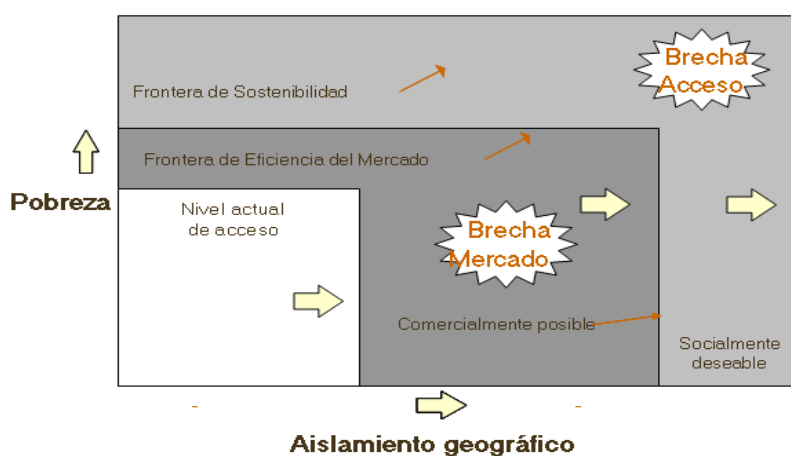 Brecha
Acceso
Frontera de Sostenibilidad
Frontera de Eficiencia del Mercado
Pobreza
Nivel actual
de acceso
Brecha
Mercado
Comercialmente posible
Socialmente
deseable
Aislamiento geográfico